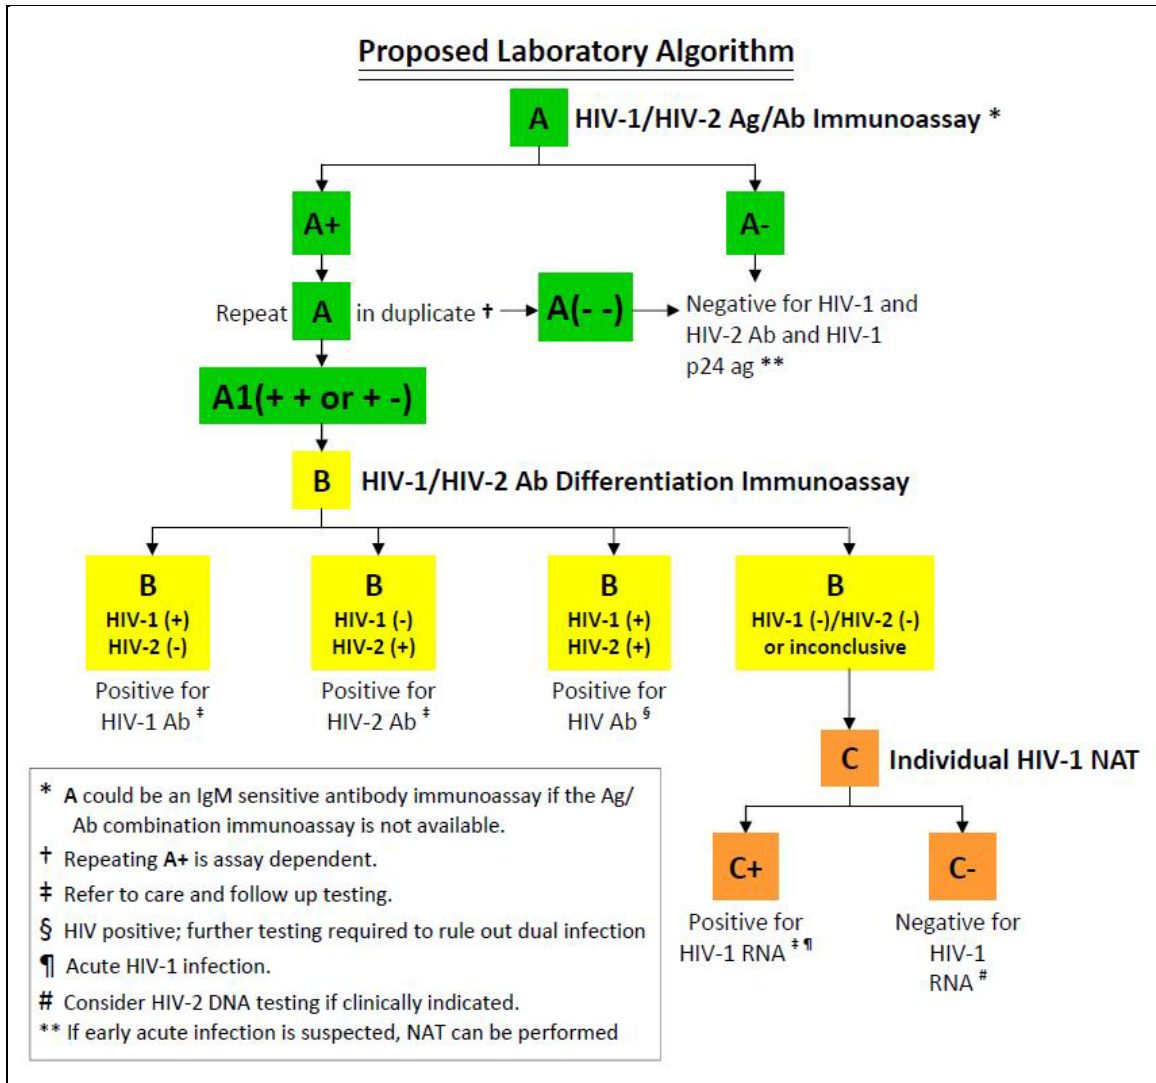 Proposed Laboratory Algorithm
A HIV-1/HIV-2 Ag/Ab Immunoassay *
A+
A-
Repeat A in duplicate †
A(- -)
Negative for HIV-1 and
HIV-2 Ab and HIV-1
p24 ag **
A1(+ + or + -)
B HIV-1/HIV-2 Ab Differentiation Immunoassay
B
HIV-1 (+)
HIV-2 (-)
Positive for
HIV-1 Ab ‡
B
HIV-1 (-)
HIV-2 (+)
Positive for
HIV-2 Ab ‡
B
HIV-1 (+)
HIV-2 (+)
Positive for
HIV Ab §
B
HIV-1 (-)/HIV-2 (-)
or inconclusive
C Individual HIV-1 NAT
C+
Positive for
HIV-1 RNA ‡ ¶
C-
Negative for
HIV-1
RNA #
* A could be an IgM sensitive antibody immunoassay if the Ag/
Ab combination immunoassay is not available.
† Repeating A+ is assay dependent.
‡ Refer to care and follow up testing.
§ HIV positive; further testing required to rule out dual infection
¶ Acute HIV-1 infection.
# Consider HIV-2 DNA testing if clinically indicated.
** If early acute infection is suspected, NAT can be performed